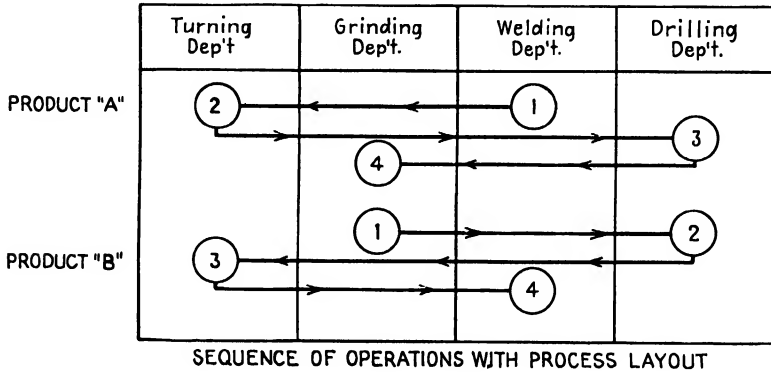 Turning Grinding Welding Drilling
Dep't Dep't. Dep't. Dep't.
PRODUCT "A" 2 1
3
4
1 2
PRODUCT "B" 3
4
SEQUENCE OF OPERATIONS WITH PROCESS LAYOUT